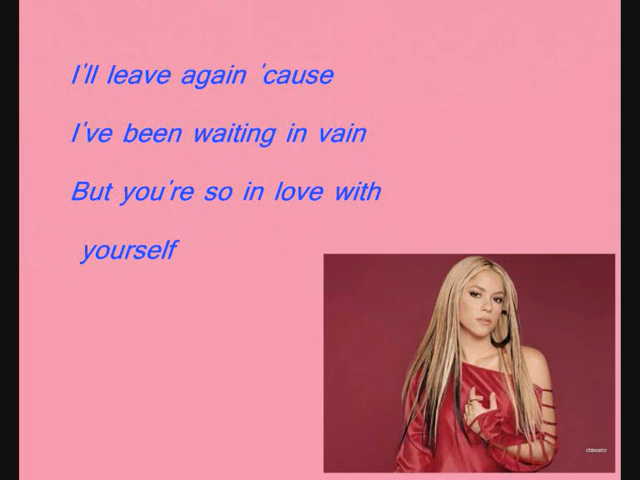 I'll leave again 'cause
I've been waiting in vain
But you're so in love with
yourself